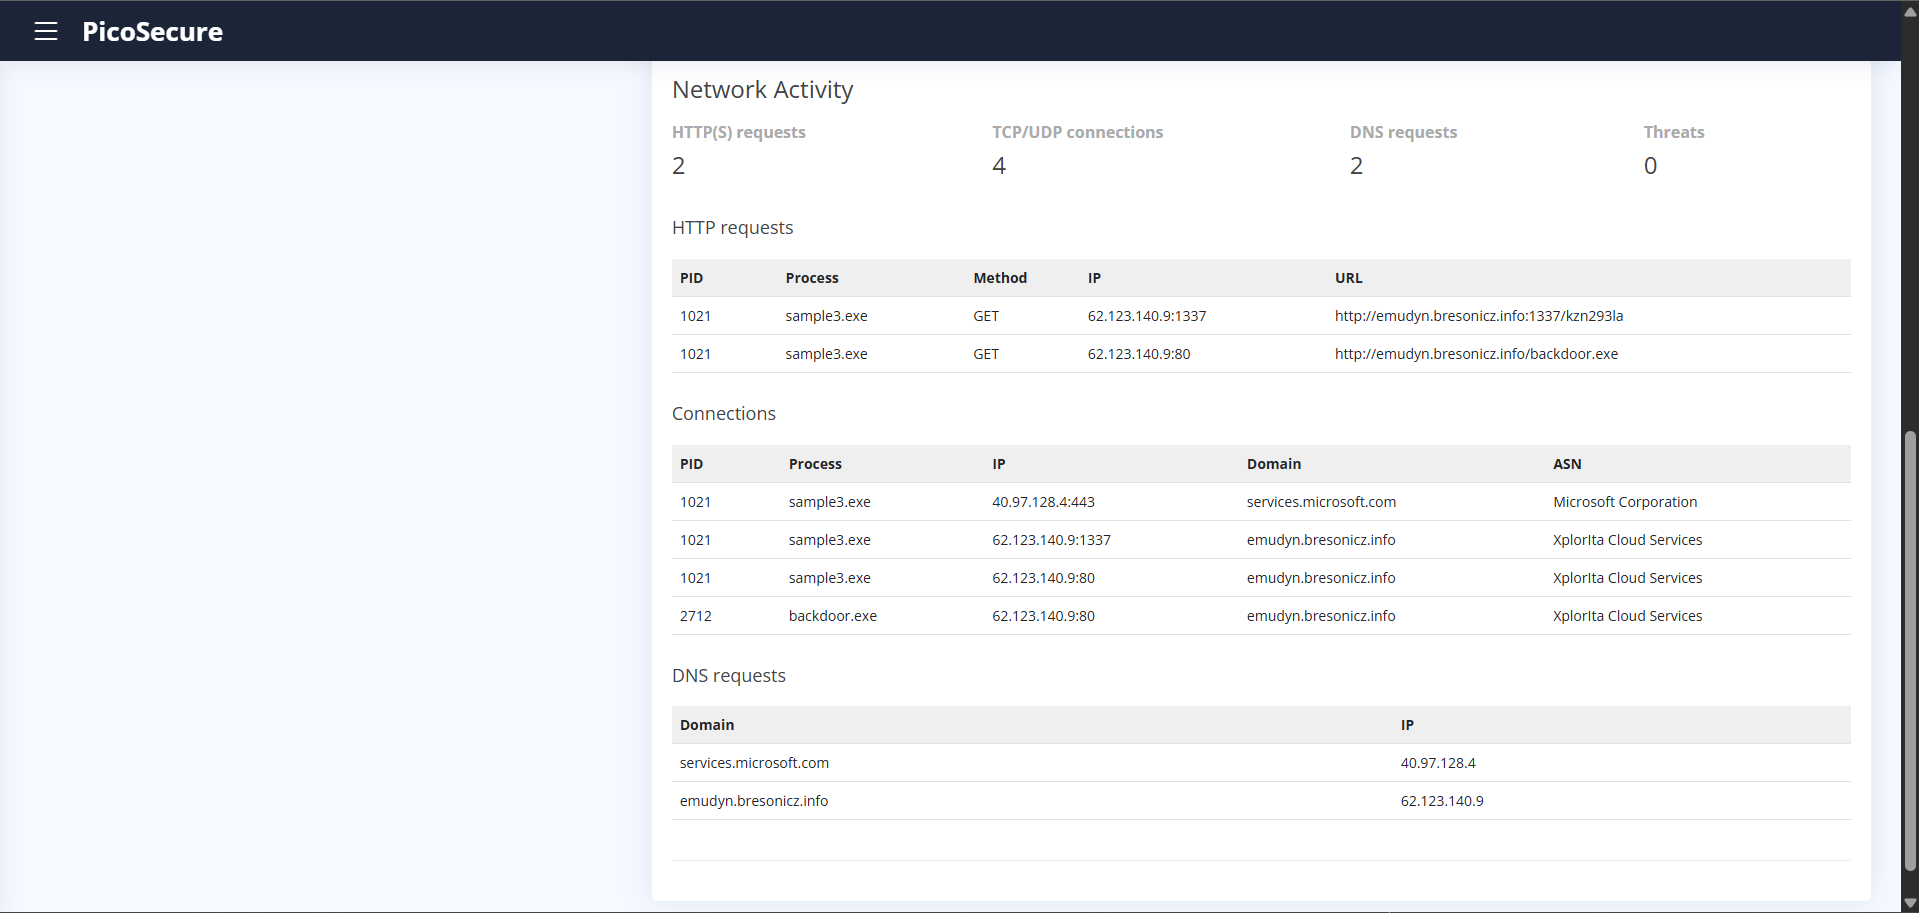 PicoSecure
Network Activity
HTTP(S) requests TCP/UDP connections DNS requests Threats
2 4 2 0
HTTP requests
PID Process Method IP URL
1021 sample3.exe GET 62.123.140.9:1337 http://emudyn.bresonicz.info:1337/kzn293la
1021 sample3.exe GET 62.123.140.9:80 http://emudyn.bresonicz.info/backdoor.exe
Connections
PID Process IP Domain ASN
1021 sample3.exe 40.97.128.4:443 services.microsoft.com Microsoft Corporation
1021 sample3.exe 62.123.140.9:1337 emudyn.bresonicz.info XplorIta Cloud Services
1021 sample3.exe 62.123.140.9:80 emudyn.bresonicz.info XplorIta Cloud Services
2712 backdoor.exe 62.123.140.9:80 emudyn.bresonicz.info XplorIta Cloud Services
DNS requests
Domain IP
services.microsoft.com 40.97.128.4
emudyn.bresonicz.info 62.123.140.9